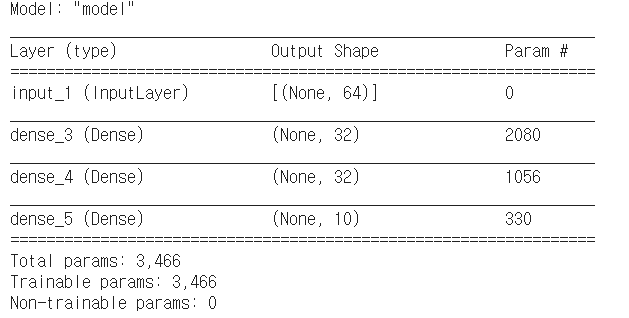 Model: "model"
Layer (type) Output Shape Param #
input_1 (InputLayer) [(None, 64)] 0
dense_3 (Dense) (None, 32) 2080
dense_4 (Dense) (None, 32) 1056
dense_5 (Dense) (None, 10) 330
Total params: 3,466
Trainable params: 3,466
Non-trainable params: 0